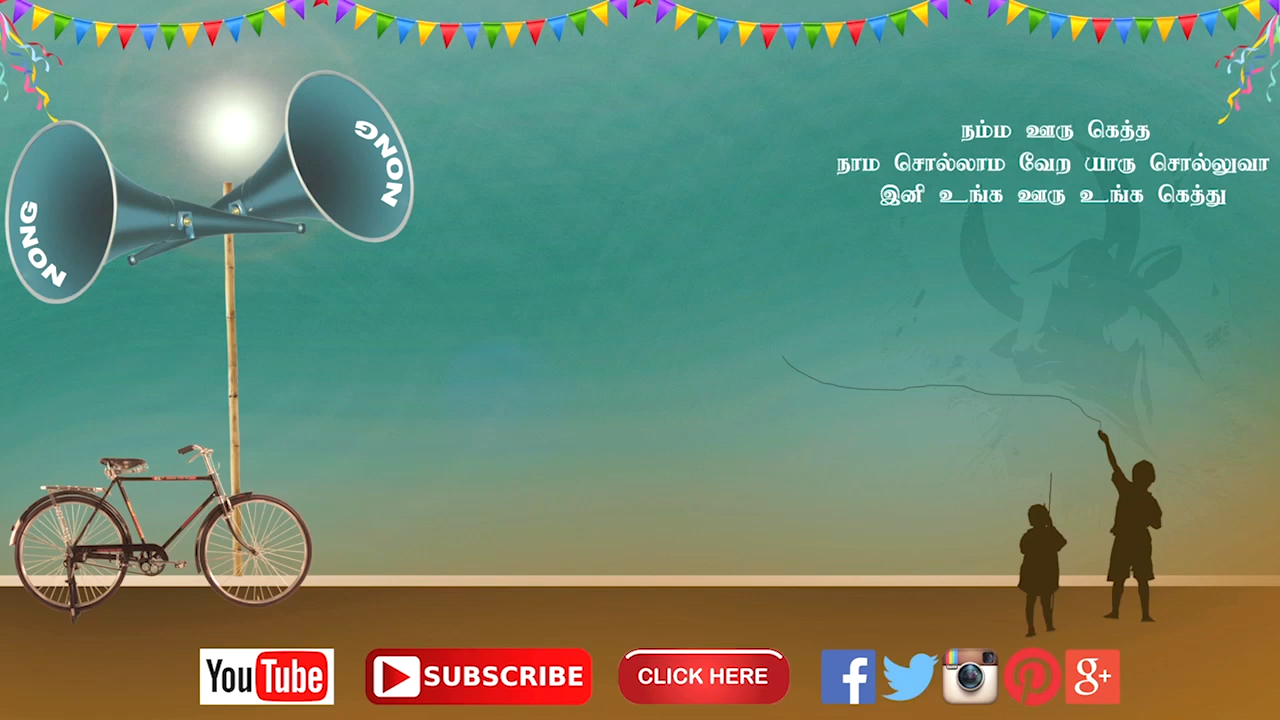 NONG
NONG
நம்ம ஊரு கெத்த
நாம சொல்லாம வேற யாரு சொல்லுவா
இனி உங்க ஊரு உங்க கெத்து
YouTube
SUBSCRIBE
CLICK HERE
f
g+